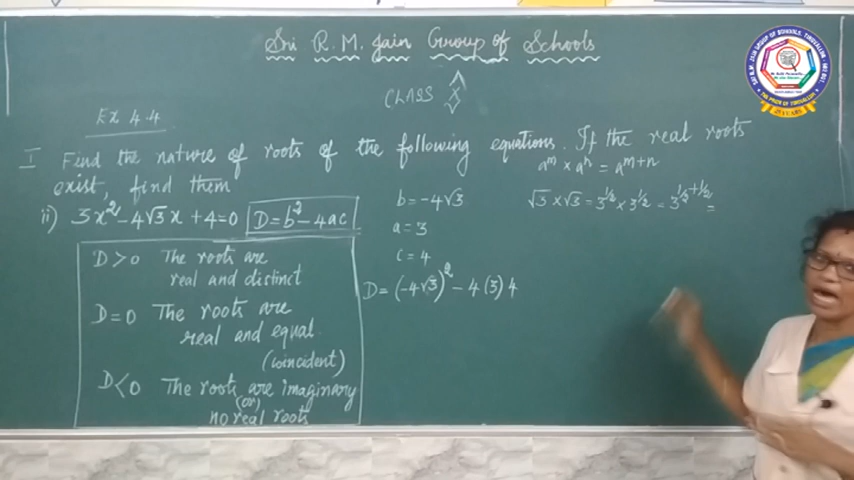 Sri R.M. Jain Group of Schools
CLASS X
Ex 4.4
I Find the nature of roots of the following equations. If the real roots
exist, find them
aᵐ × aⁿ = aᵐ⁺ⁿ
ii) 3x² - 4√3x + 4 = 0 D = b² - 4ac
b = -4√3
a = 3
c = 4
√3 × √3 = 3^½ × 3^½ = 3^½+½ =
D = (-4√3)² - 4(3)4
D > 0 The roots are
real and distinct
D = 0 The roots are
real and equal.
(coincident)
D < 0 The roots are imaginary
(or)
no real roots